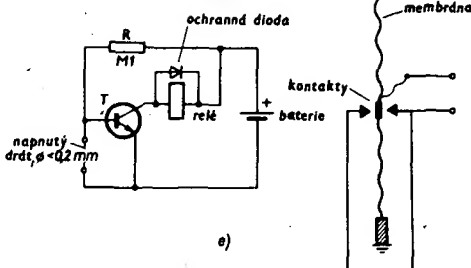 ochranná dioda
R
M1
T
relé
+
baterie
napnutý
drát, ø <0,2 mm
e)
membrána
kontakty